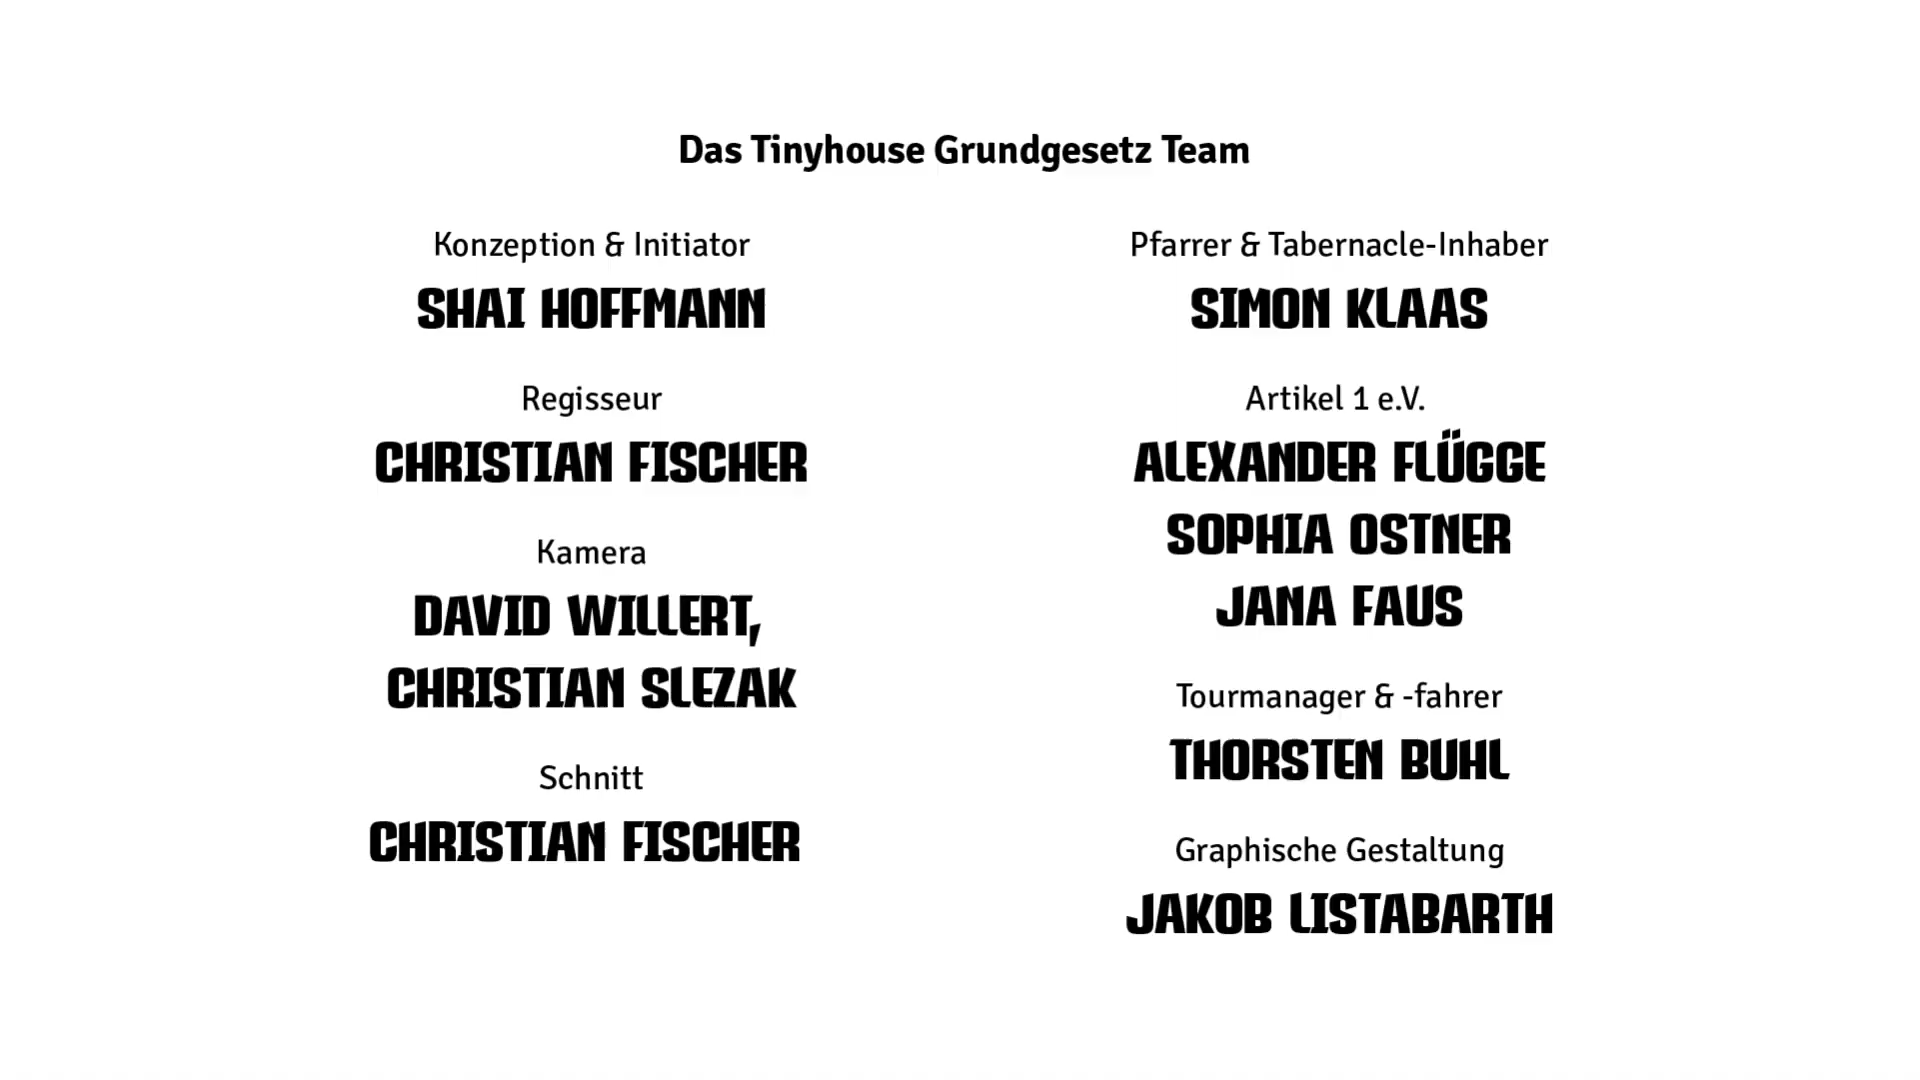 Das Tinyhouse Grundgesetz Team
Konzeption & Initiator
SHAI HOFFMANN
Regisseur
CHRISTIAN FISCHER
Kamera
DAVID WILLERT,
CHRISTIAN SLEZAK
Schnitt
CHRISTIAN FISCHER
Pfarrer & Tabernacle-Inhaber
SIMON KLAAS
Artikel 1 e.V.
ALEXANDER FLÜGGE
SOPHIA OSTNER
JANA FAUS
Tourmanager & -fahrer
THORSTEN BUHL
Graphische Gestaltung
JAKOB LISTABARTH